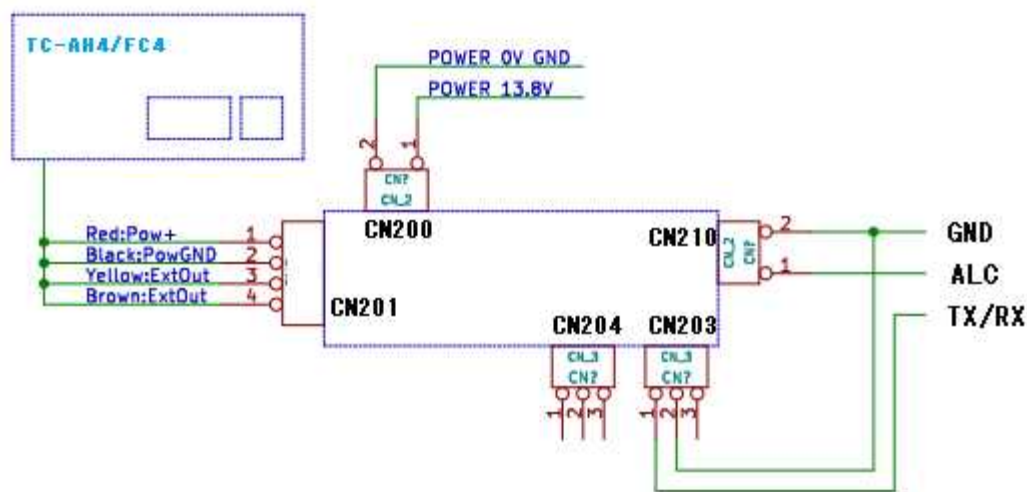 TC-AH4/FC4
POWER 0V GND
POWER 13.8V
2
1
CN?
CN_2
CN200
Red:Pow+ 1
Black:PowGND 2
Yellow:ExtOut 3
Brown:ExtOut 4
CN201
CN210
CN_2
CN?
2
1
GND
ALC
TX/RX
CN204
CN203
CN_3
CN?
CN_3
CN?
1
2
3
1
2
3